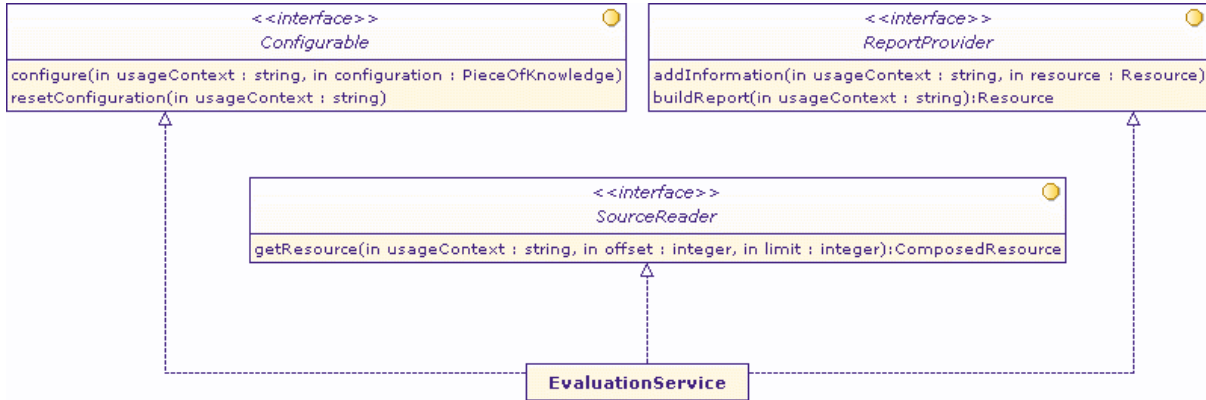 <<interface>>
Configurable
configure(in usageContext : string, in configuration : PieceOfKnowledge)
resetConfiguration(in usageContext : string)
<<interface>>
ReportProvider
addInformation(in usageContext : string, in resource : Resource)
buildReport(in usageContext : string):Resource
<<interface>>
SourceReader
getResource(in usageContext : string, in offset : integer, in limit : integer):ComposedResource
EvaluationService